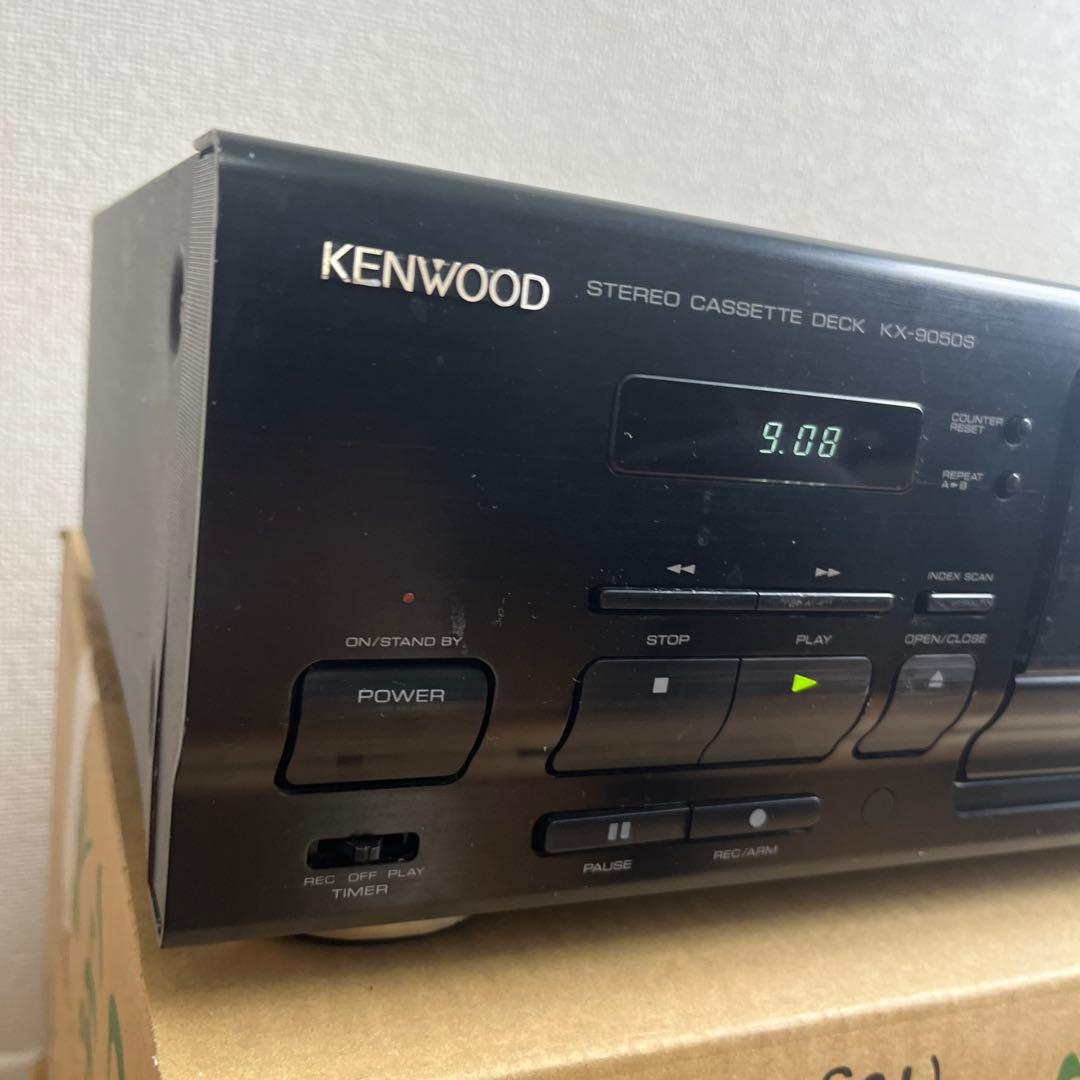 KENWOOD STEREO CASSETTE DECK KX-9050S
9.08
COUNTER
RESET
REPEAT
A►B
◄◄ ►►
INDEX SCAN
ON/STAND BY
STOP
PLAY
OPEN/CLOSE
POWER
PAUSE
REC/ARM
REC OFF PLAY
TIMER